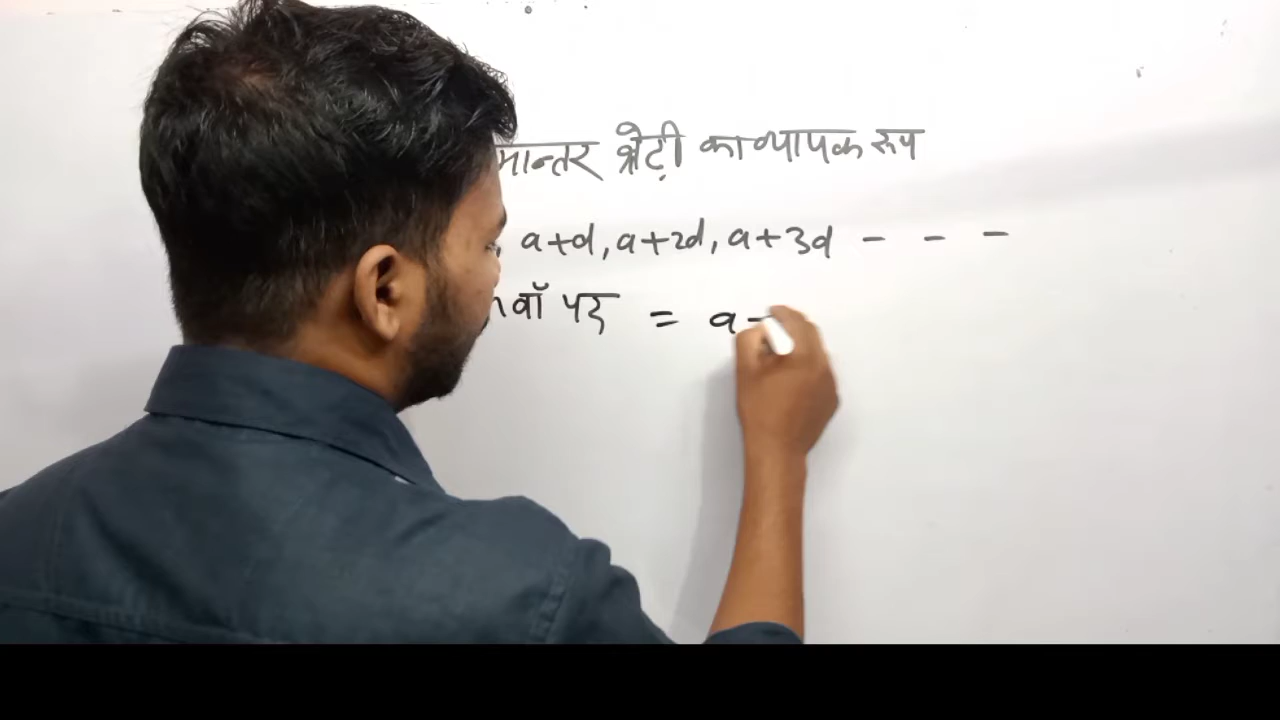 मान्तर श्रेढ़ी का व्यापक रूप
, a+d, a+2d, a+3d - - -
वाँ पद = a-